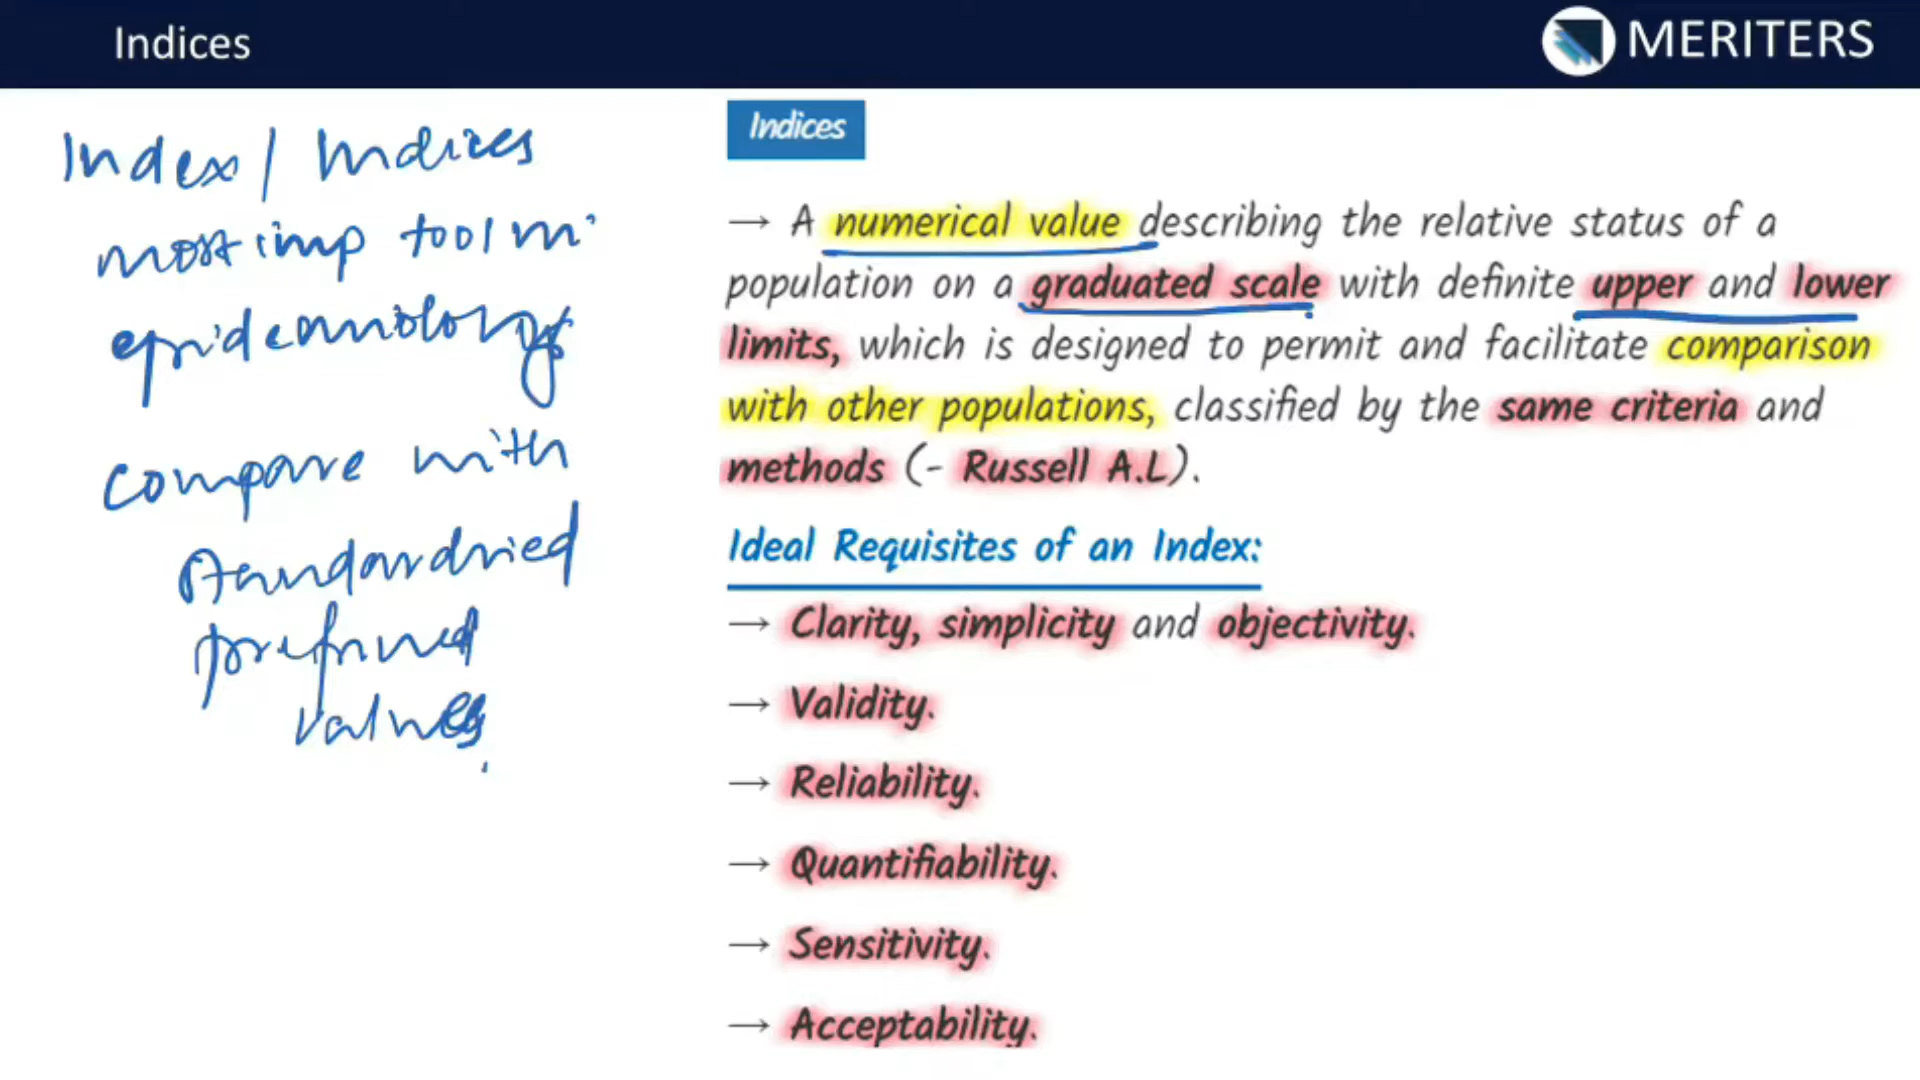 Indices
MERITERS
Index / Indices
most imp tool in
epidemiology
compare with
standardried
prefined
values
Indices
→ A numerical value describing the relative status of a
population on a graduated scale with definite upper and lower
limits, which is designed to permit and facilitate comparison
with other populations, classified by the same criteria and
methods (- Russell A.L).
Ideal Requisites of an Index:
→ Clarity, simplicity and objectivity.
→ Validity.
→ Reliability.
→ Quantifiability.
→ Sensitivity.
→ Acceptability.